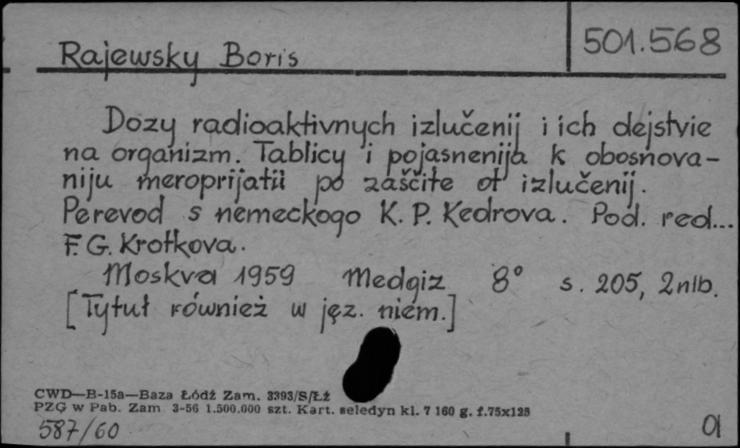 Rajewsky Boris
501.568
Dozy radioaktivnych izlučenij i ich dejstvie
na organizm. Tablicy i pojasnenija k obosnova-
niju meroprijatii po zaščite ot izlučenij.
Perevod s nemeckogo K. P. Kedrova. Pod. red...
F. G. Krotkova.
Moskva 1959 Medgiz 8° s. 205, 2nlb.
[Tytuł również w jęz. niem.]
CWD—B-15a—Baza Łódź Zam. 3393/S/Łż
PZG w Pab. Zam 3-56 1.500.000 szt. Kart. seledyn kl. 7 160 g. f.75x125
587/60
a